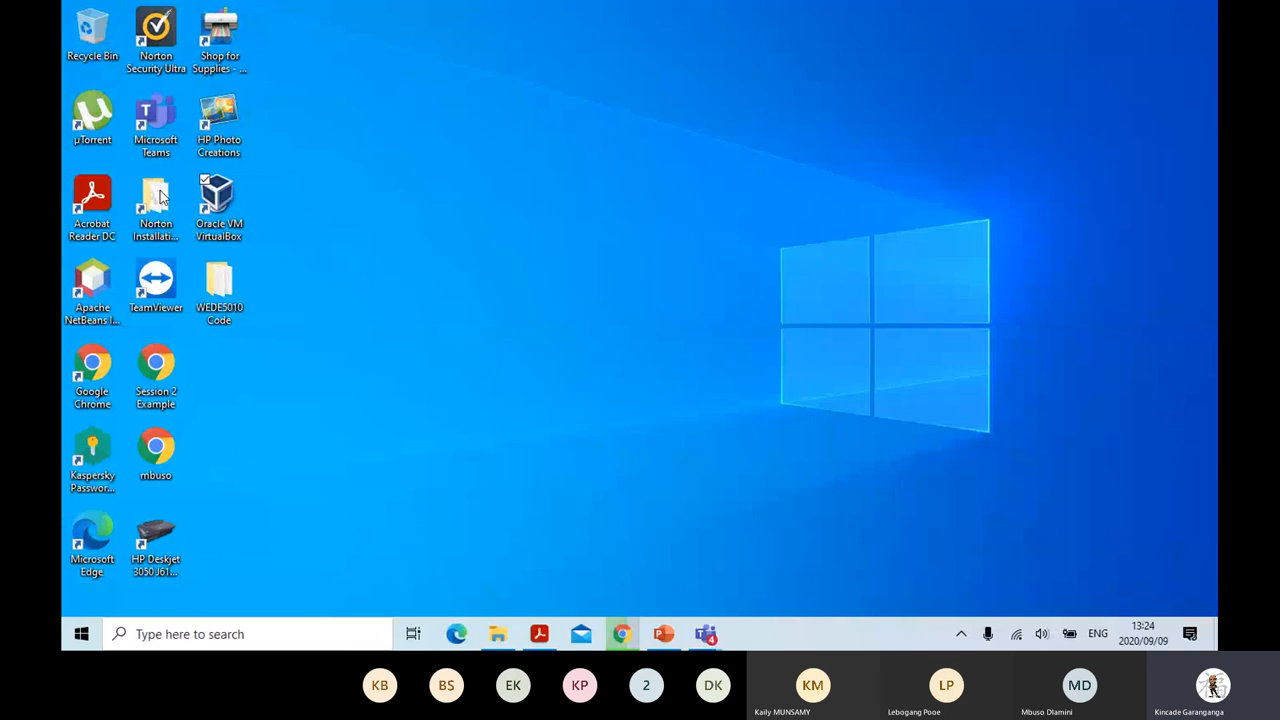 Recycle Bin
Norton
Security Ultra
Shop for
Supplies - ...
µTorrent
Microsoft
Teams
HP Photo
Creations
Acrobat
Reader DC
Norton
Installati...
Oracle VM
VirtualBox
Apache
NetBeans I...
TeamViewer
WEDE5010
Code
Google
Chrome
Session 2
Example
Kaspersky
Passwor...
mbuso
Microsoft
Edge
HP Deskjet
3050 J61...
Type here to search
4
ENG
13:24
2020/09/09
KB
BS
EK
KP
2
DK
KM
LP
MD
Kaily MUNSAMY
Lebogang Pooe
Mbuso Dlamini
Kincade Garanganga